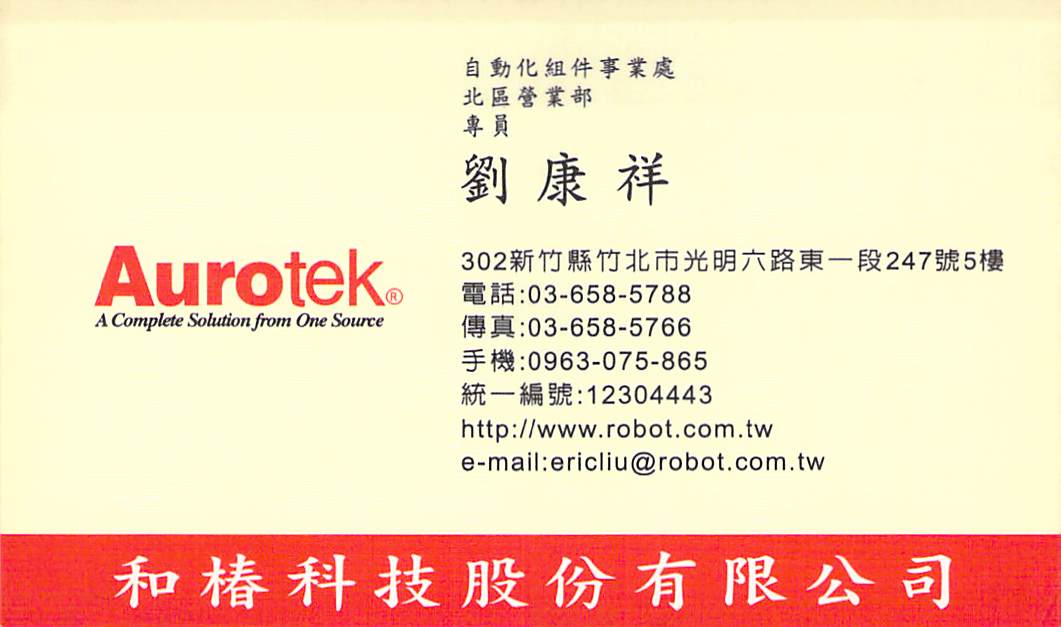 自動化組件事業處
北區營業部
專員
劉康祥
Aurotek®
A Complete Solution from One Source
302新竹縣竹北市光明六路東一段247號5樓
電話:03-658-5788
傳真:03-658-5766
手機:0963-075-865
統一編號:12304443
http://www.robot.com.tw
e-mail:ericliu@robot.com.tw
和椿科技股份有限公司